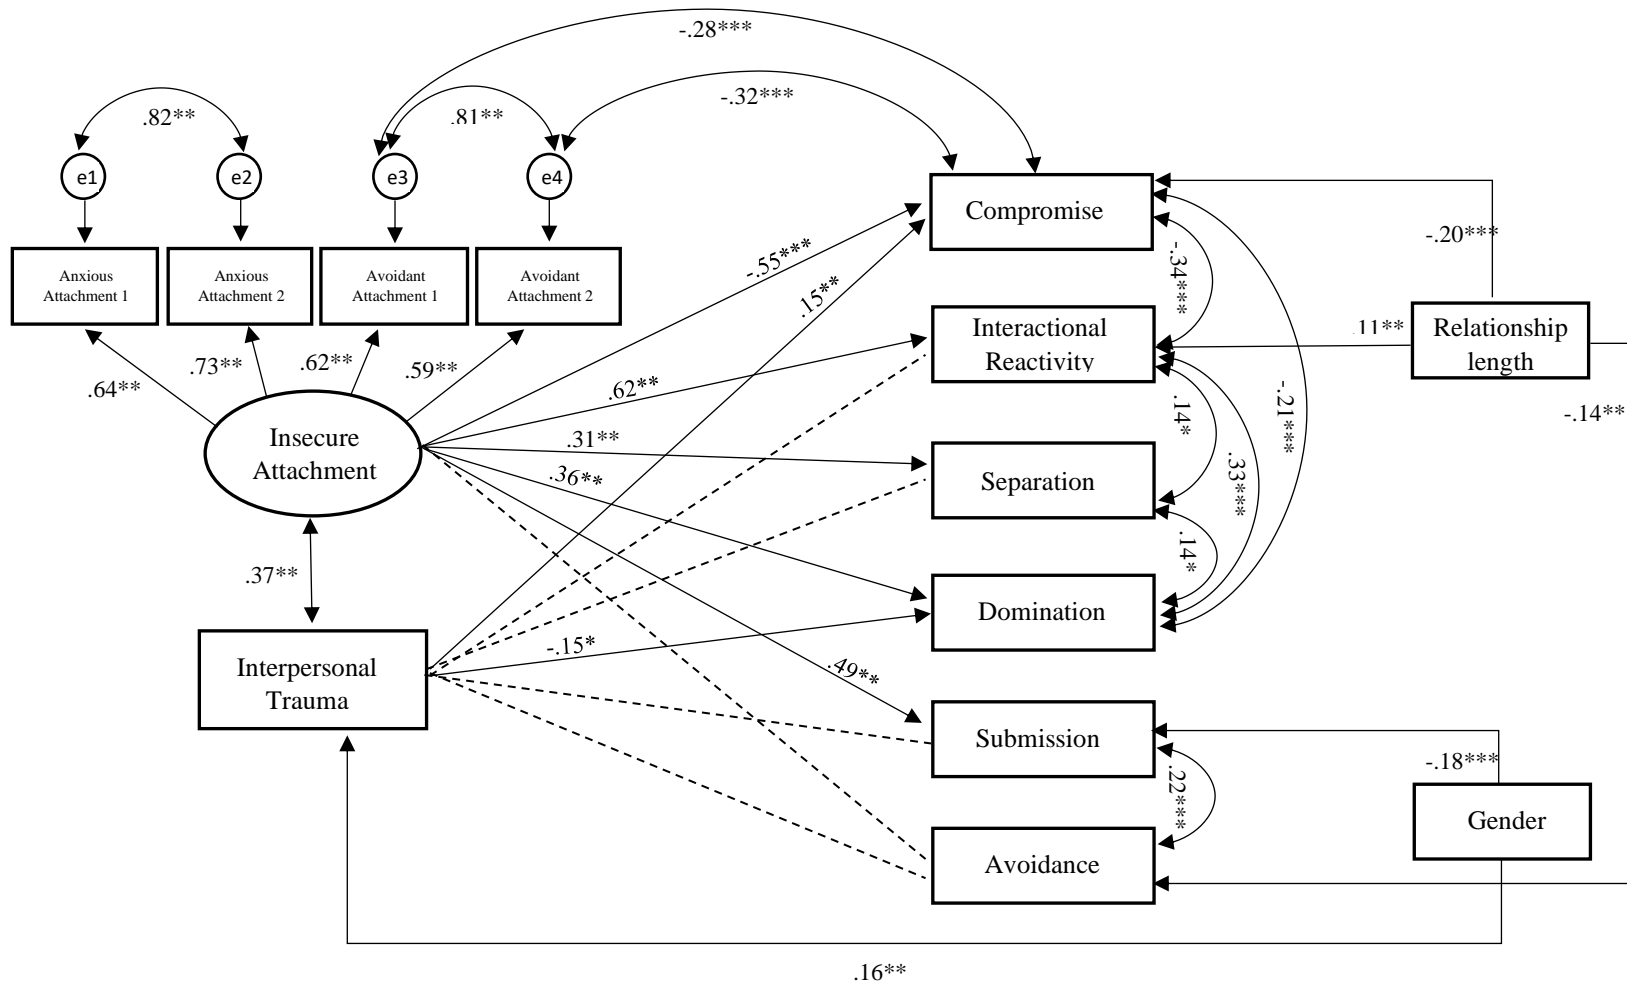 -.28***
-.32***
.82**
.81**
e1
e2
e3
e4
Compromise
Anxious
Attachment 1
Anxious
Attachment 2
Avoidant
Attachment 1
Avoidant
Attachment 2
-.55***
.15**
-.34***
-.20***
Interactional
Reactivity
.11**
Relationship
length
.64**
.73**
.62**
.59**
.62**
-.14**
-.21***
.14*
.33***
Insecure
Attachment
.31**
.36**
Separation
.14*
.37**
Domination
Interpersonal
Trauma
-.15*
.49**
Submission
-.18***
.22***
Gender
Avoidance
.16**